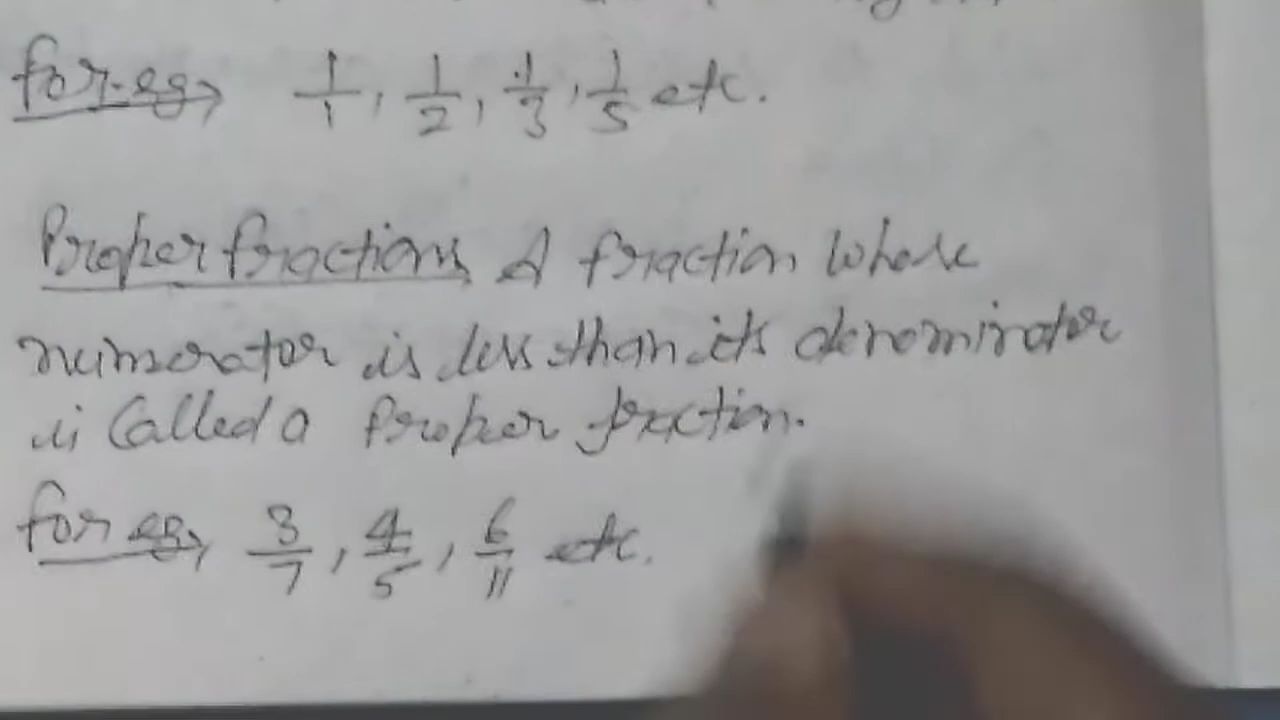 for eg→ 1/1, 1/2, 1/3, 1/5 etc.
Proper fractions A fraction whose
numerator is less than its denominator
is Called a Proper fraction.
for eg→ 3/7, 4/5, 6/11 etc.